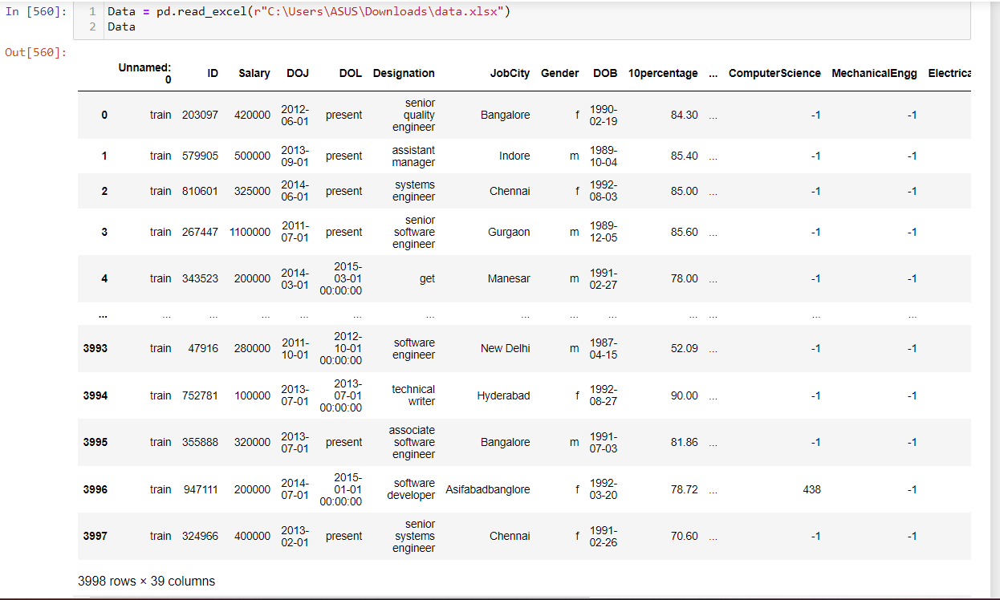 In [560]: 1 Data = pd.read_excel(r"C:\Users\ASUS\Downloads\data.xlsx")
2 Data
Out[560]:
Unnamed: 0 ID Salary DOJ DOL Designation JobCity Gender DOB 10percentage ... ComputerScience MechanicalEngg Electrica
0 train 203097 420000 2012-06-01 present senior quality engineer Bangalore f 1990-02-19 84.30 ... -1 -1
1 train 579905 500000 2013-09-01 present assistant manager Indore m 1989-10-04 85.40 ... -1 -1
2 train 810601 325000 2014-06-01 present systems engineer Chennai f 1992-08-03 85.00 ... -1 -1
3 train 267447 1100000 2011-07-01 present senior software engineer Gurgaon m 1989-12-05 85.60 ... -1 -1
4 train 343523 200000 2014-03-01 2015-03-01 00:00:00 get Manesar m 1991-02-27 78.00 ... -1 -1
... ... ... ... ... ... ... ... ... ... ... ... ... ...
3993 train 47916 280000 2011-10-01 2012-10-01 00:00:00 software engineer New Delhi m 1987-04-15 52.09 ... -1 -1
3994 train 752781 100000 2013-07-01 2013-07-01 00:00:00 technical writer Hyderabad f 1992-08-27 90.00 ... -1 -1
3995 train 355888 320000 2013-07-01 present associate software engineer Bangalore m 1991-07-03 81.86 ... -1 -1
3996 train 947111 200000 2014-07-01 2015-01-01 00:00:00 software developer Asifabadbanglore f 1992-03-20 78.72 ... 438 -1
3997 train 324966 400000 2013-02-01 present senior systems engineer Chennai f 1991-02-26 70.60 ... -1 -1
3998 rows × 39 columns